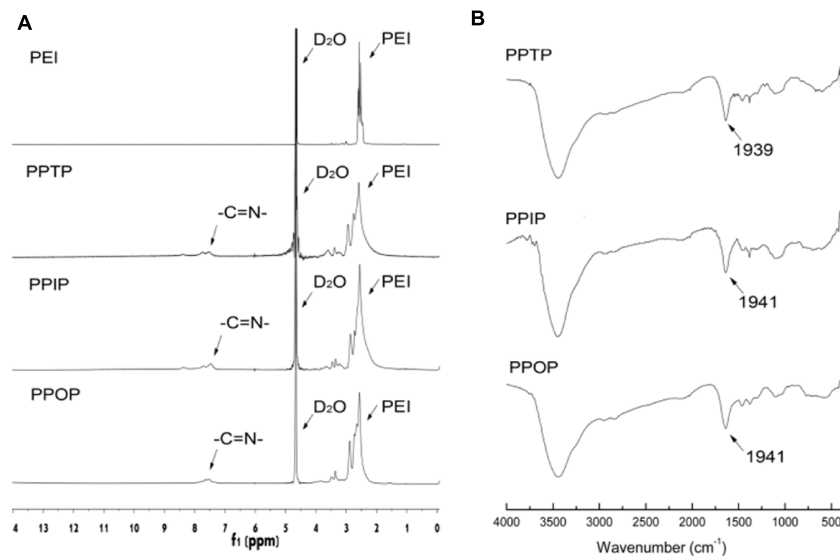 A
PEI
D2O
PEI
PPTP
-C=N-
D2O
PEI
PPIP
-C=N-
D2O
PEI
PPOP
-C=N-
D2O
PEI
14 13 12 11 10 9 8 7 6 5 4 3 2 1 0
f1 (ppm)
B
PPTP
1939
PPIP
1941
PPOP
1941
4000 3500 3000 2500 2000 1500 1000 500
Wavenumber (cm-1)